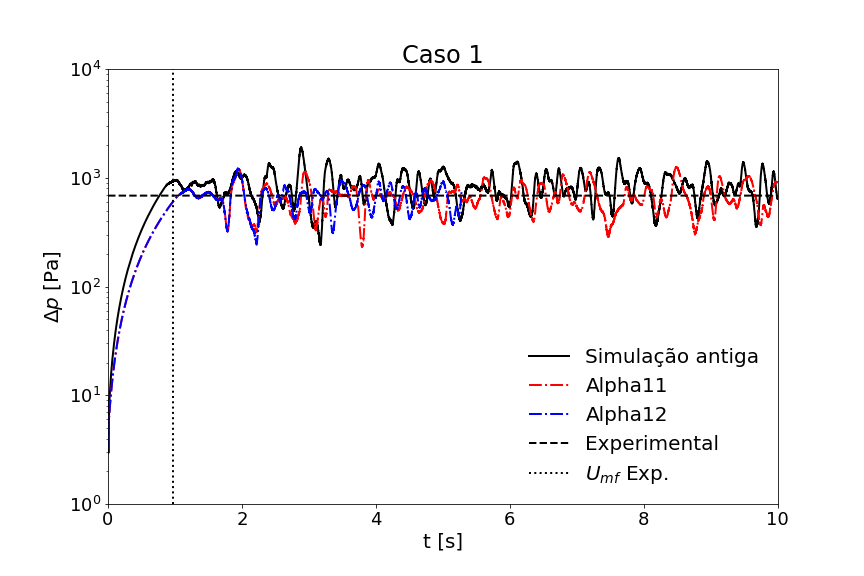 Caso 1
10^4
10^3
10^2
10^1
10^0
Δp [Pa]
Simulação antiga
Alpha11
Alpha12
Experimental
U_mf Exp.
0 2 4 6 8 10
t [s]